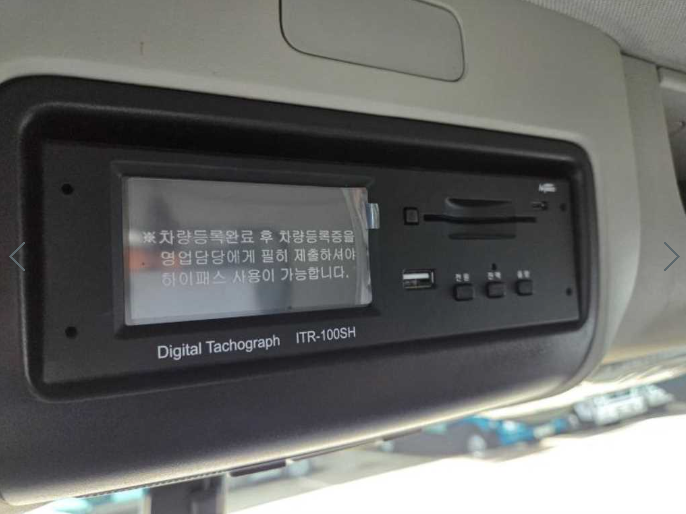 ※차량등록완료 후 차량등록증을
영업담당에게 필히 제출하셔야
하이패스 사용이 가능합니다.
Digital Tachograph ITR-100SH